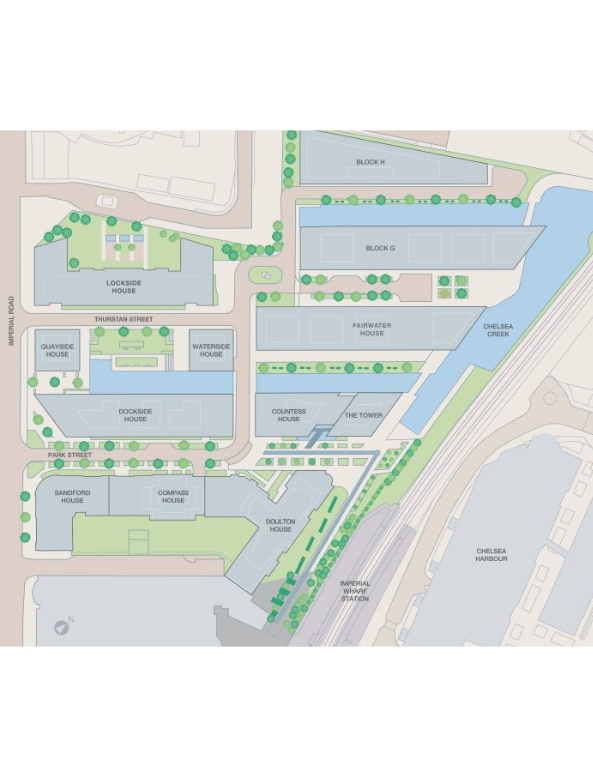 BLOCK H
BLOCK G
LOCKSIDE
HOUSE
IMPERIAL ROAD
THURSTAN STREET
FAIRWATER
HOUSE
CHELSEA
CREEK
QUAYSIDE
HOUSE
WATERSIDE
HOUSE
DOCKSIDE
HOUSE
COUNTESS
HOUSE
THE TOWER
PARK STREET
SANDFORD
HOUSE
COMPASS
HOUSE
DOULTON
HOUSE
CHELSEA
HARBOUR
IMPERIAL
WHARF
STATION
N